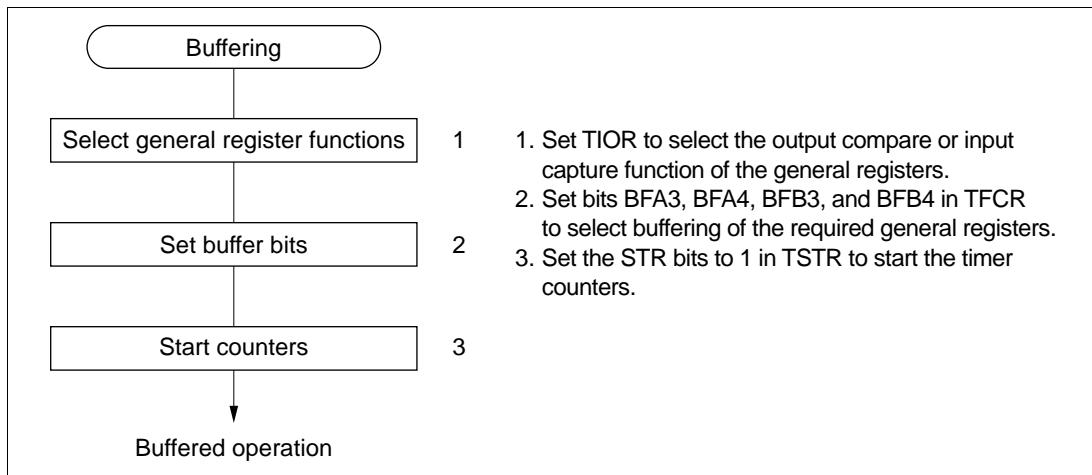 Buffering
Select general register functions 1
Set buffer bits 2
Start counters 3
Buffered operation
1. Set TIOR to select the output compare or input
capture function of the general registers.
2. Set bits BFA3, BFA4, BFB3, and BFB4 in TFCR
to select buffering of the required general registers.
3. Set the STR bits to 1 in TSTR to start the timer
counters.